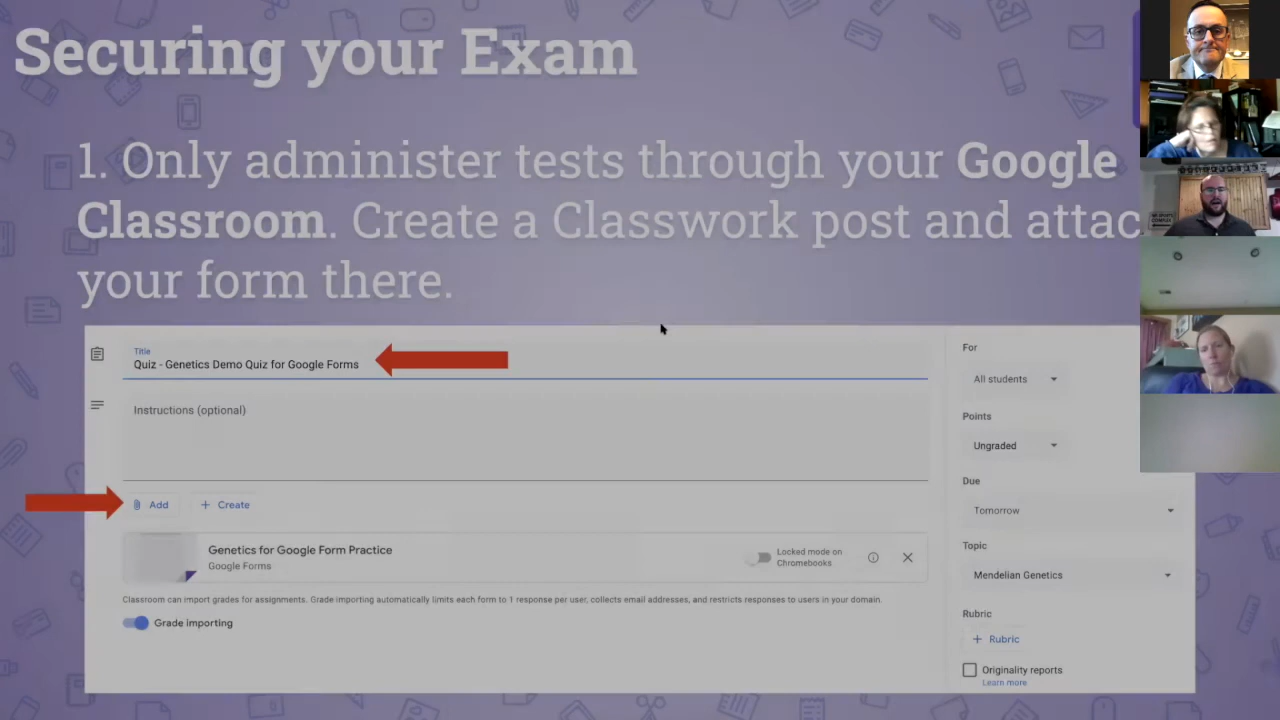 Securing your Exam
1. Only administer tests through your Google
Classroom. Create a Classwork post and attac
your form there.
Title
Quiz - Genetics Demo Quiz for Google Forms
Instructions (optional)
Add
+ Create
Genetics for Google Form Practice
Google Forms
Locked mode on
Chromebooks
Classroom can import grades for assignments. Grade importing automatically limits each form to 1 response per user, collects email addresses, and restricts responses to users in your domain.
Grade importing
For
All students
Points
Ungraded
Due
Tomorrow
Topic
Mendelian Genetics
Rubric
+ Rubric
Originality reports
Learn more